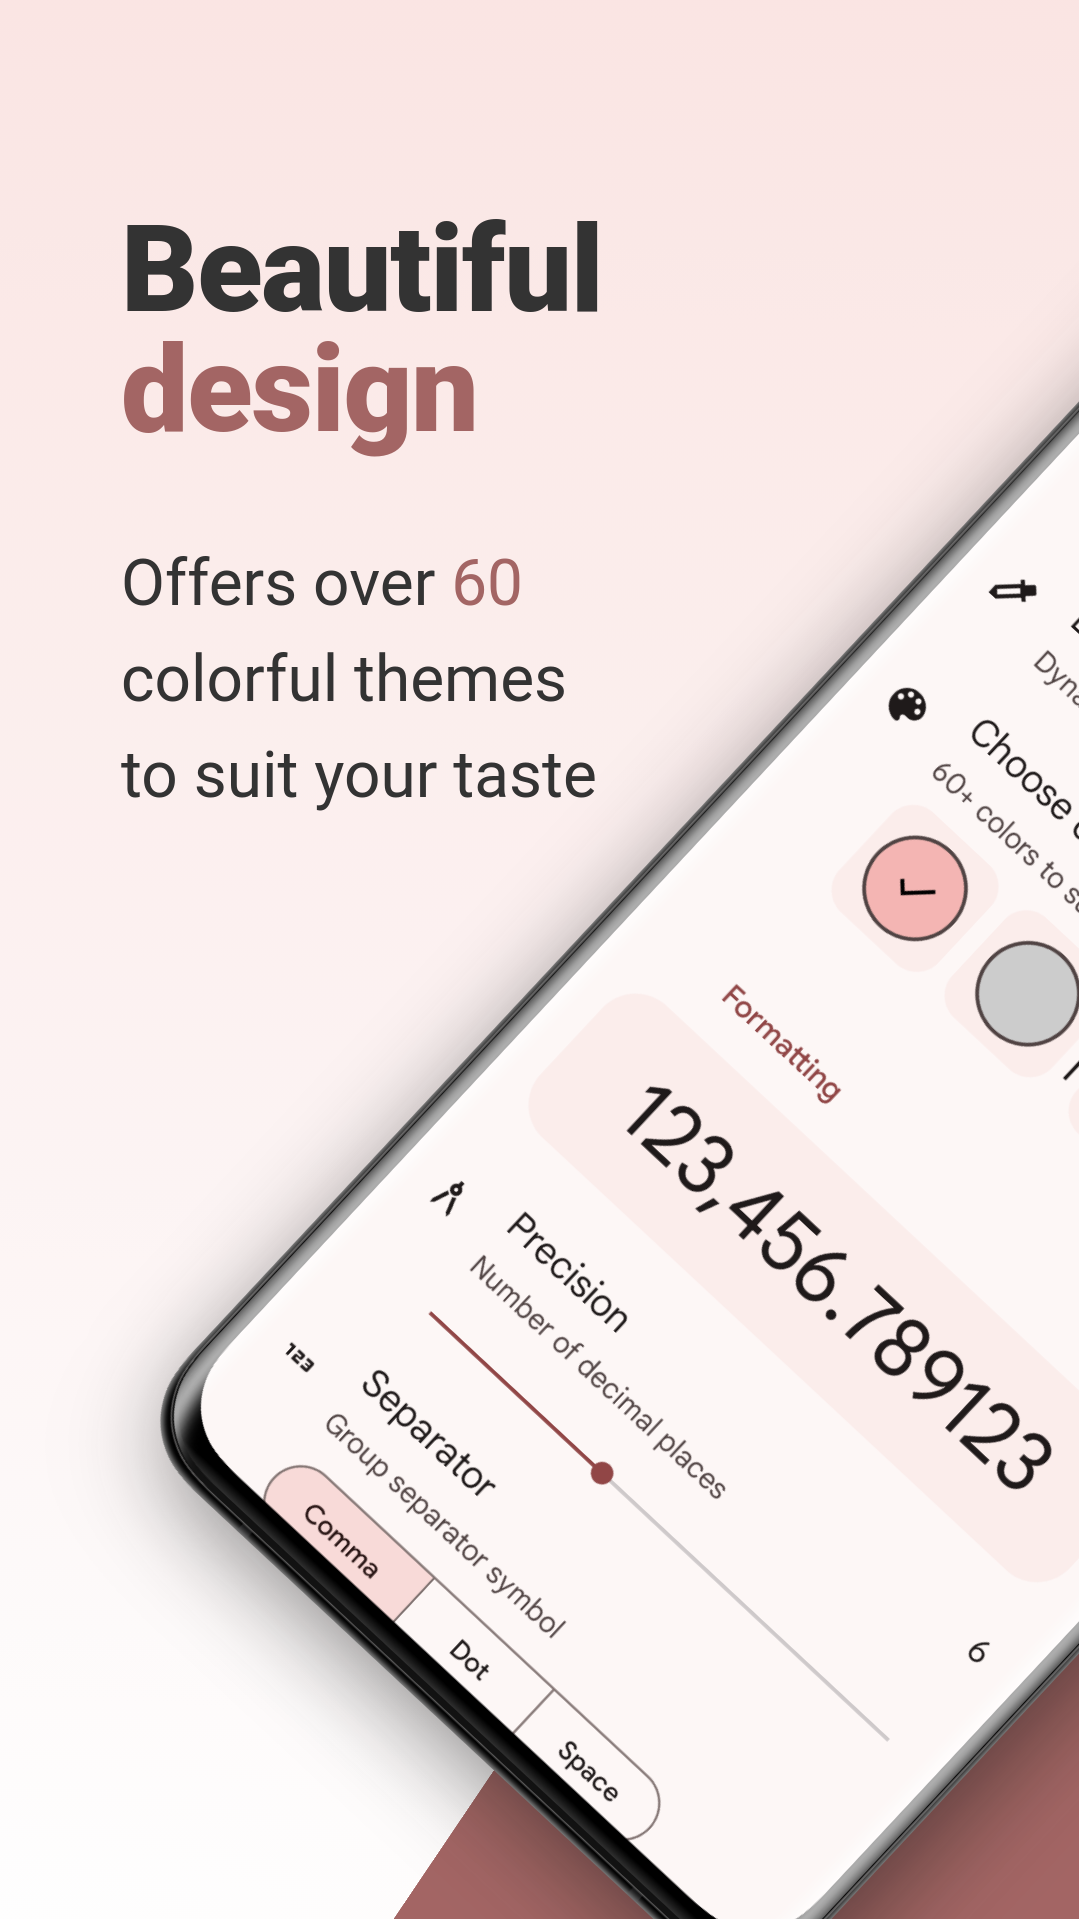 Beautiful
design
Offers over 60
colorful themes
to suit your taste
Choose
60+ colors to
Formatting
123,456.789123
Precision
Number of decimal places
6
123
Separator
Group separator symbol
Comma
Dot
Space